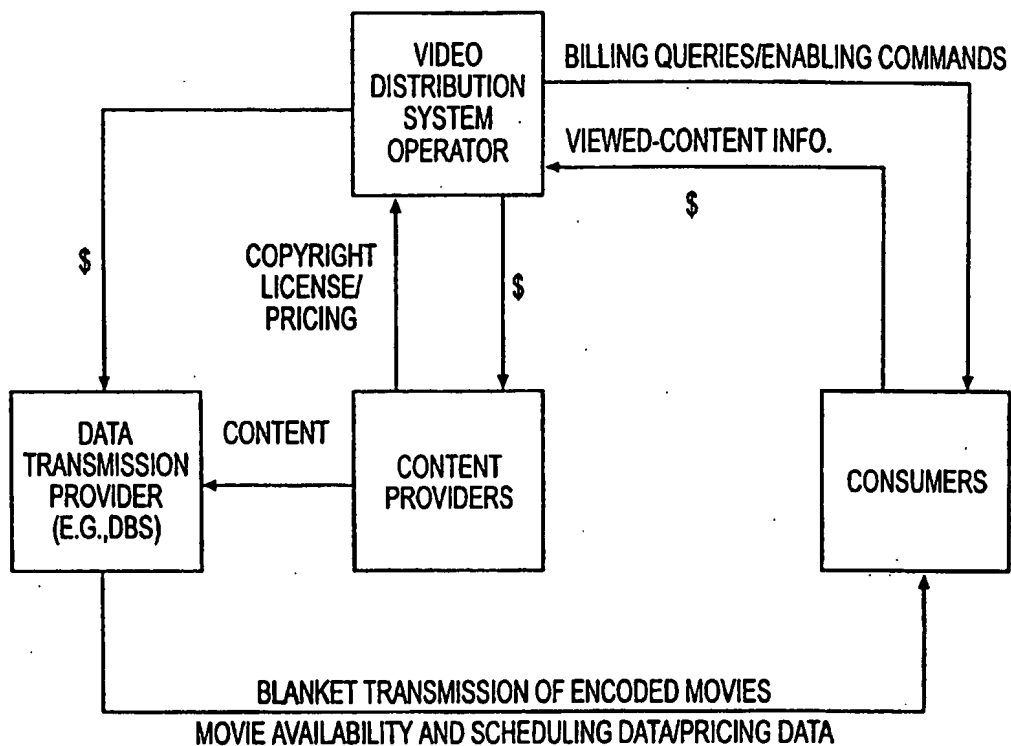 VIDEO
DISTRIBUTION
SYSTEM
OPERATOR
BILLING QUERIES/ENABLING COMMANDS
VIEWED-CONTENT INFO.
$
$
COPYRIGHT
LICENSE/
PRICING
$
DATA
TRANSMISSION
PROVIDER
(E.G.,DBS)
CONTENT
CONTENT
PROVIDERS
CONSUMERS
BLANKET TRANSMISSION OF ENCODED MOVIES
MOVIE AVAILABILITY AND SCHEDULING DATA/PRICING DATA